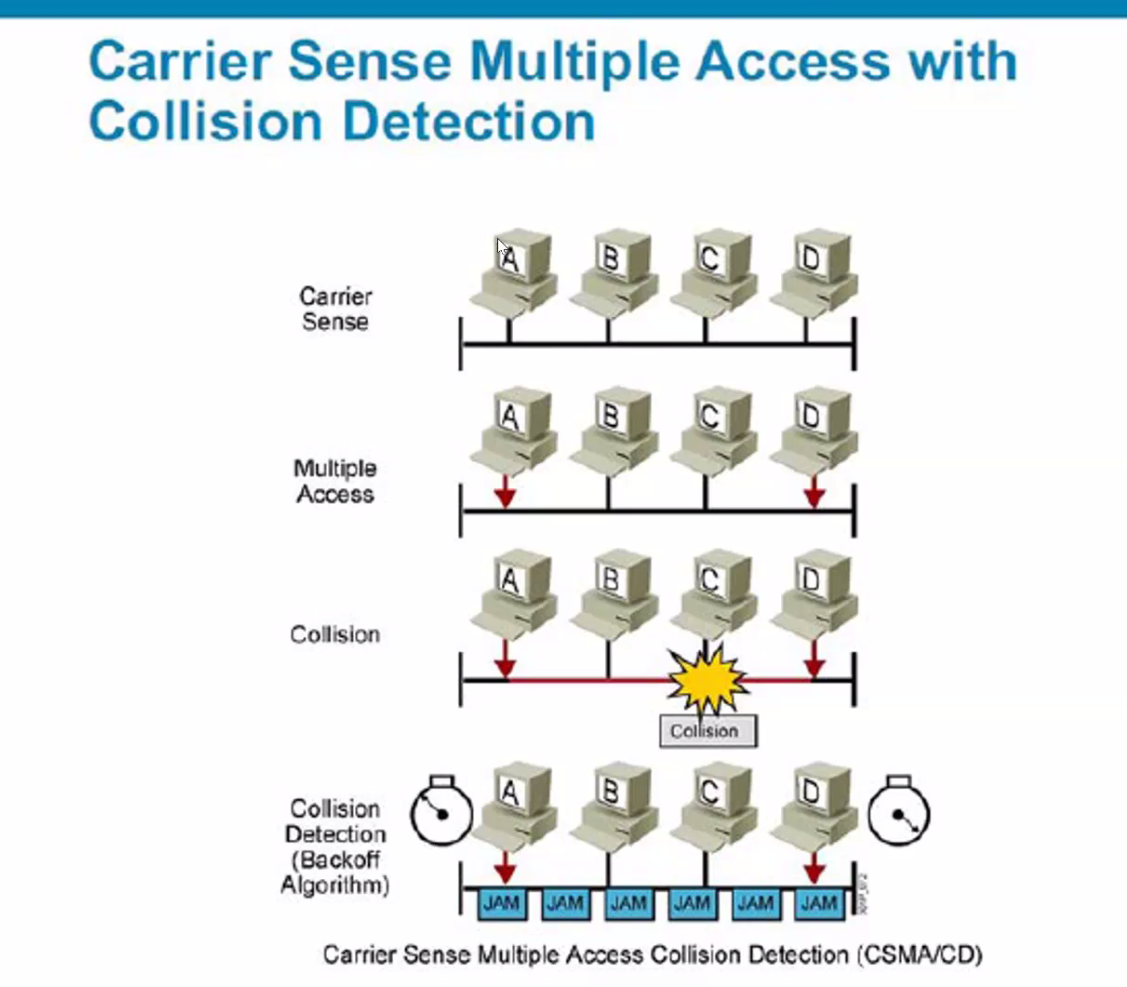 Carrier Sense Multiple Access with
Collision Detection
Carrier
Sense
A B C D
Multiple
Access
A B C D
Collision
A B C D
Collision
Collision
Detection
(Backoff
Algorithm)
A B C D
JAM JAM JAM JAM JAM JAM
Carrier Sense Multiple Access Collision Detection (CSMA/CD)